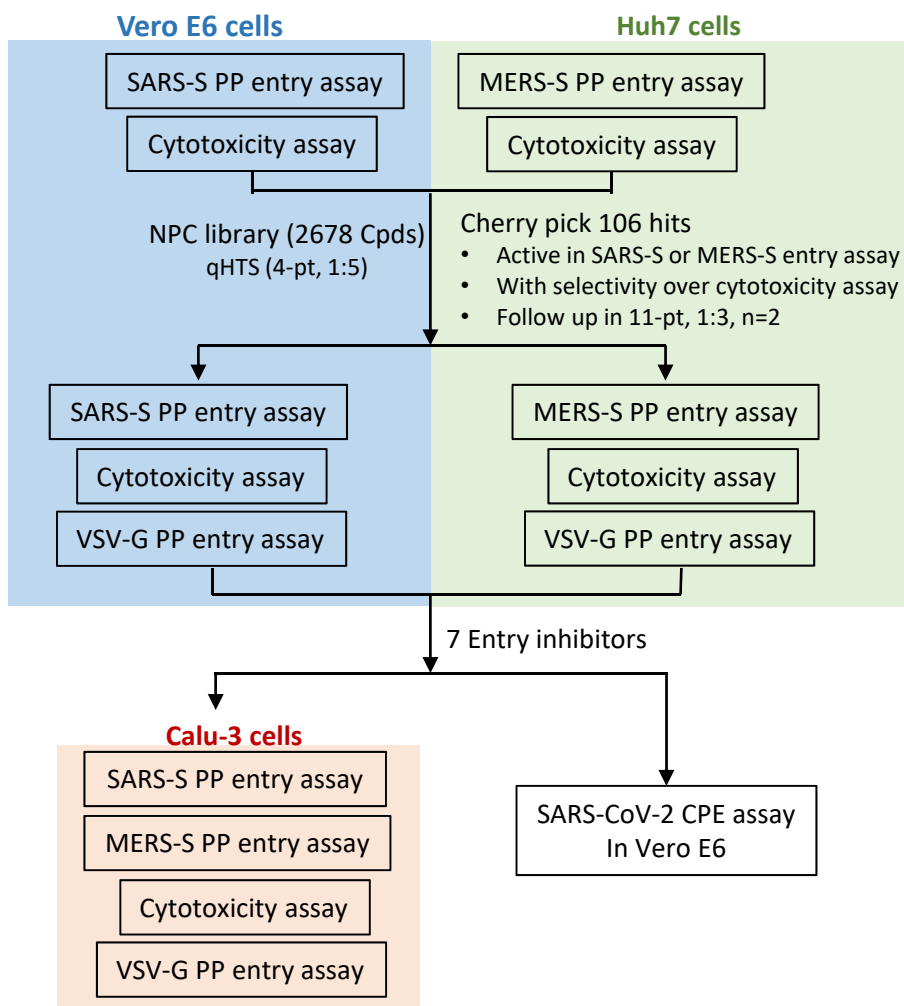 Vero E6 cells
Huh7 cells
SARS-S PP entry assay
MERS-S PP entry assay
Cytotoxicity assay
Cytotoxicity assay
NPC library (2678 Cpds)
qHTS (4-pt, 1:5)
Cherry pick 106 hits
• Active in SARS-S or MERS-S entry assay
• With selectivity over cytotoxicity assay
• Follow up in 11-pt, 1:3, n=2
SARS-S PP entry assay
MERS-S PP entry assay
Cytotoxicity assay
Cytotoxicity assay
VSV-G PP entry assay
VSV-G PP entry assay
7 Entry inhibitors
Calu-3 cells
SARS-S PP entry assay
MERS-S PP entry assay
Cytotoxicity assay
VSV-G PP entry assay
SARS-CoV-2 CPE assay
In Vero E6